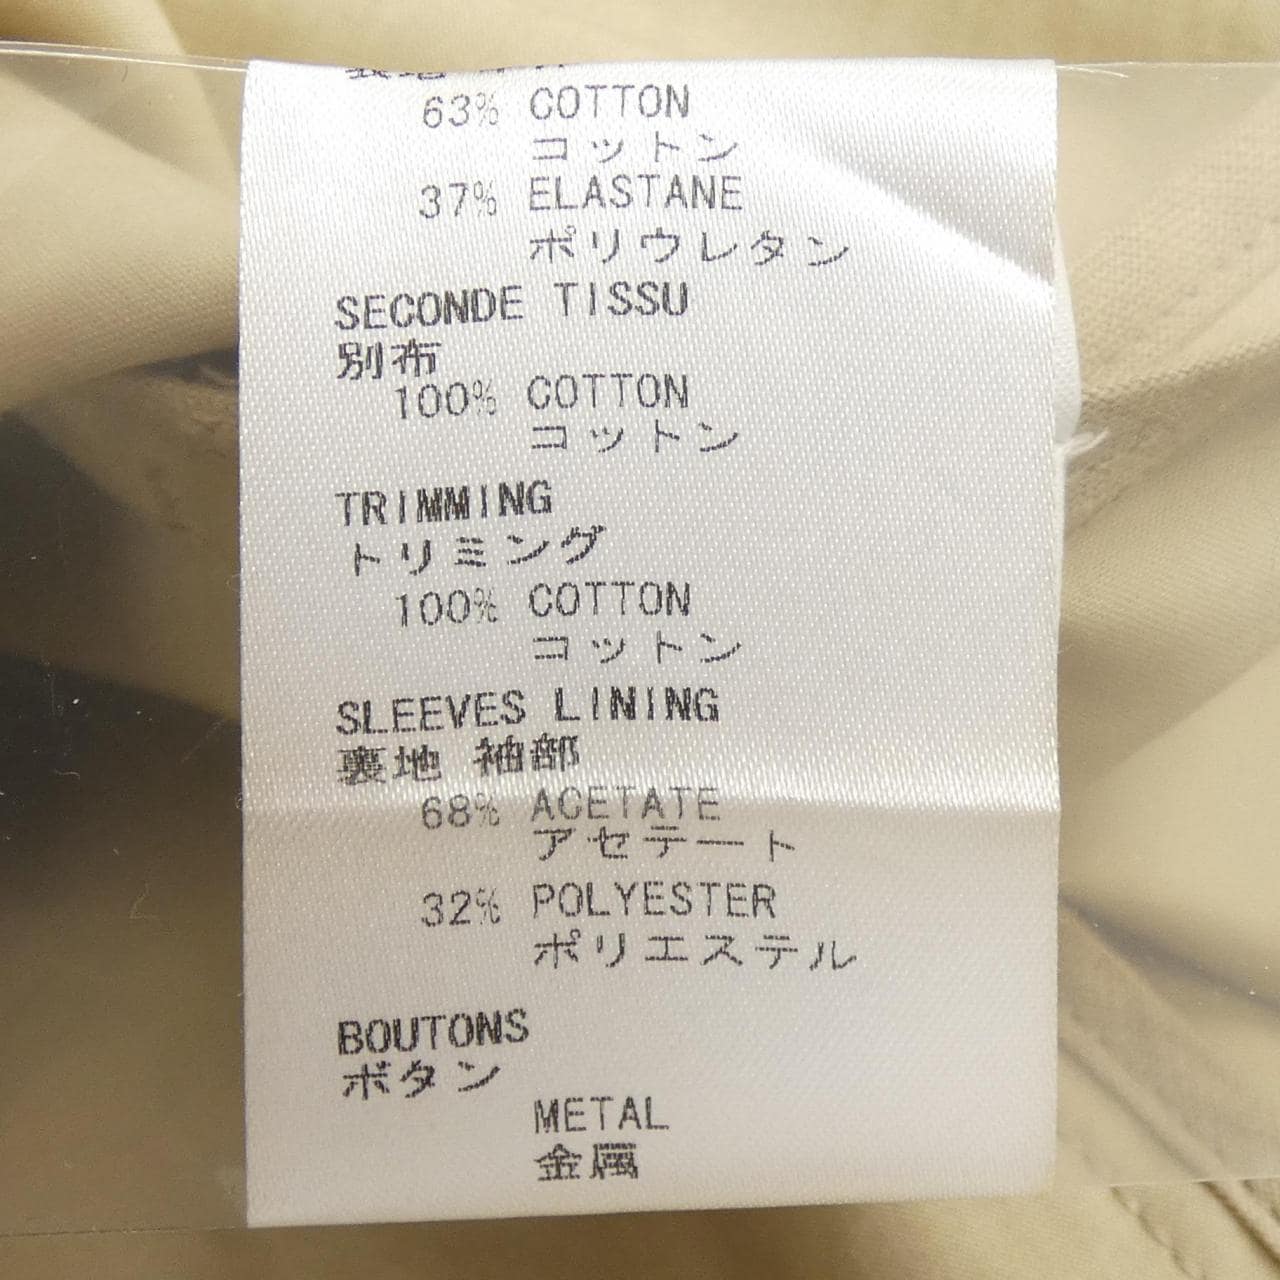 63% COTTON
コットン
37% ELASTANE
ポリウレタン
SECONDE TISSU
別布
100% COTTON
コットン
TRIMMING
トリミング
100% COTTON
コットン
SLEEVES LINING
裏地 袖部
68% ACETATE
アセテート
32% POLYESTER
ポリエステル
BOUTONS
ボタン
METAL
金属